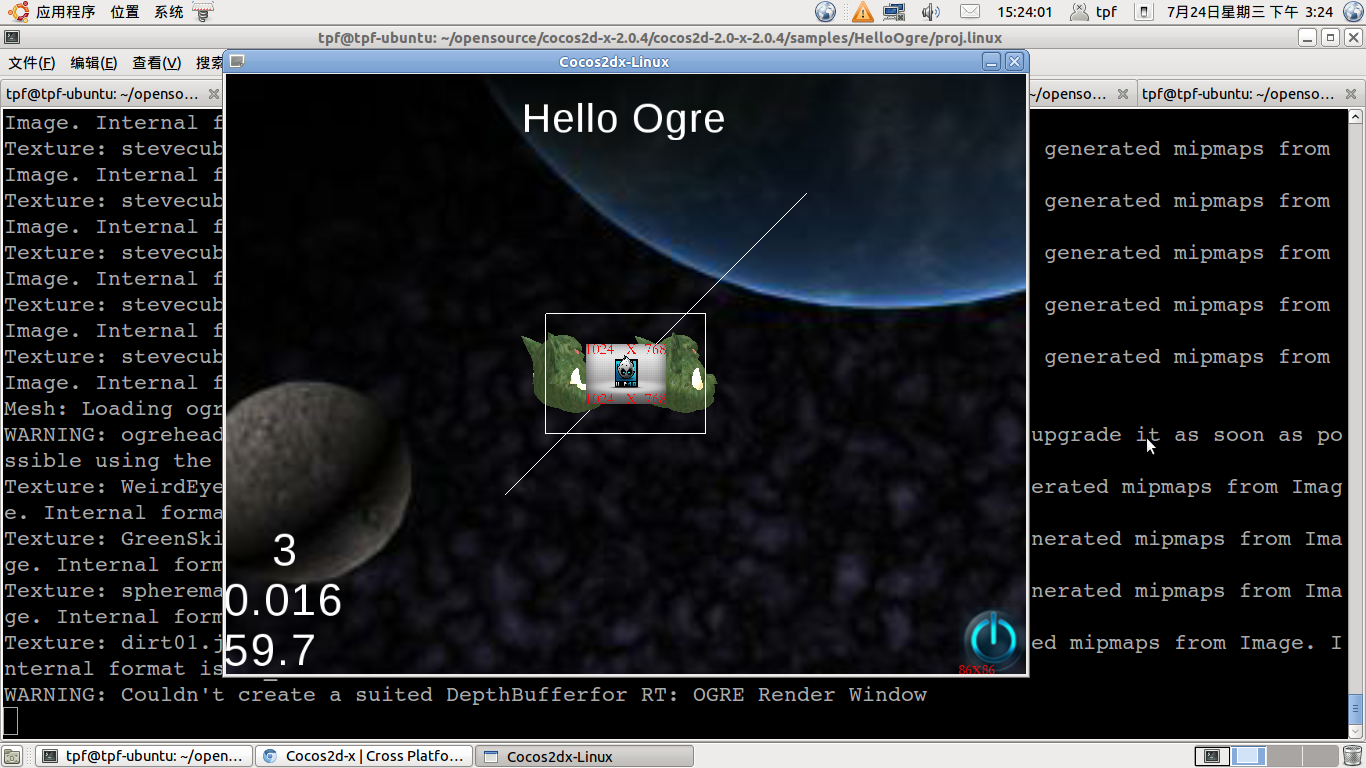 应用程序 位置 系统 15:24:01 tpf 7月24日星期三 下午 3:24
tpf@tpf-ubuntu: ~/opensource/cocos2d-x-2.0.4/cocos2d-2.0-x-2.0.4/samples/HelloOgre/proj.linux
文件(F) 编辑(E) 查看(V) 搜索
Cocos2dx-Linux
tpf@tpf-ubuntu: ~/openso... ~/openso... tpf@tpf-ubuntu: ~/openso...
Hello Ogre
Image. Internal f
Texture: stevecub generated mipmaps from
Image. Internal f
Texture: stevecub generated mipmaps from
Image. Internal f
Texture: stevecub generated mipmaps from
Image. Internal f
Texture: stevecub generated mipmaps from
Image. Internal f
Texture: stevecub generated mipmaps from
Image. Internal f
1024 X 768
1024 X 768
Mesh: Loading ogr
WARNING: ogrehead upgrade it as soon as po
ssible using the
Texture: WeirdEye erated mipmaps from Imag
e. Internal forma
Texture: GreenSki nerated mipmaps from Ima
ge. Internal form
Texture: spherema nerated mipmaps from Ima
ge. Internal form
Texture: dirt01.j ed mipmaps from Image. I
nternal format is
3
0.016
59.7
86X86
WARNING: Couldn't create a suited DepthBufferfor RT: OGRE Render Window
tpf@tpf-ubuntu: ~/open... Cocos2d-x | Cross Platfo... Cocos2dx-Linux